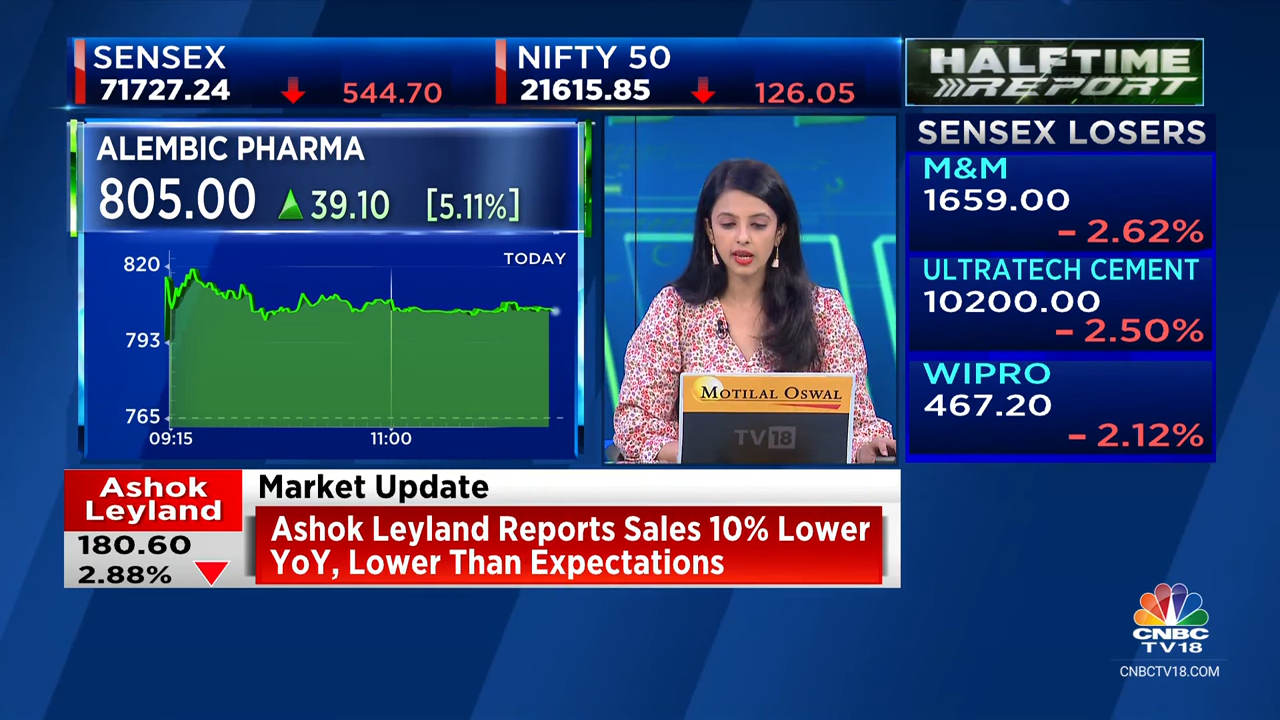 SENSEX
71727.24 544.70
NIFTY 50
21615.85 126.05
HALFTIME
REPORT
ALEMBIC PHARMA
805.00 39.10 [5.11%]
TODAY
820
793
765
09:15 11:00
MOTILAL OSWAL
TV18
SENSEX LOSERS
M&M
1659.00
- 2.62%
ULTRATECH CEMENT
10200.00
- 2.50%
WIPRO
467.20
- 2.12%
Ashok
Leyland
180.60
2.88%
Market Update
Ashok Leyland Reports Sales 10% Lower
YoY, Lower Than Expectations
CNBC
TV18
CNBCTV18.COM